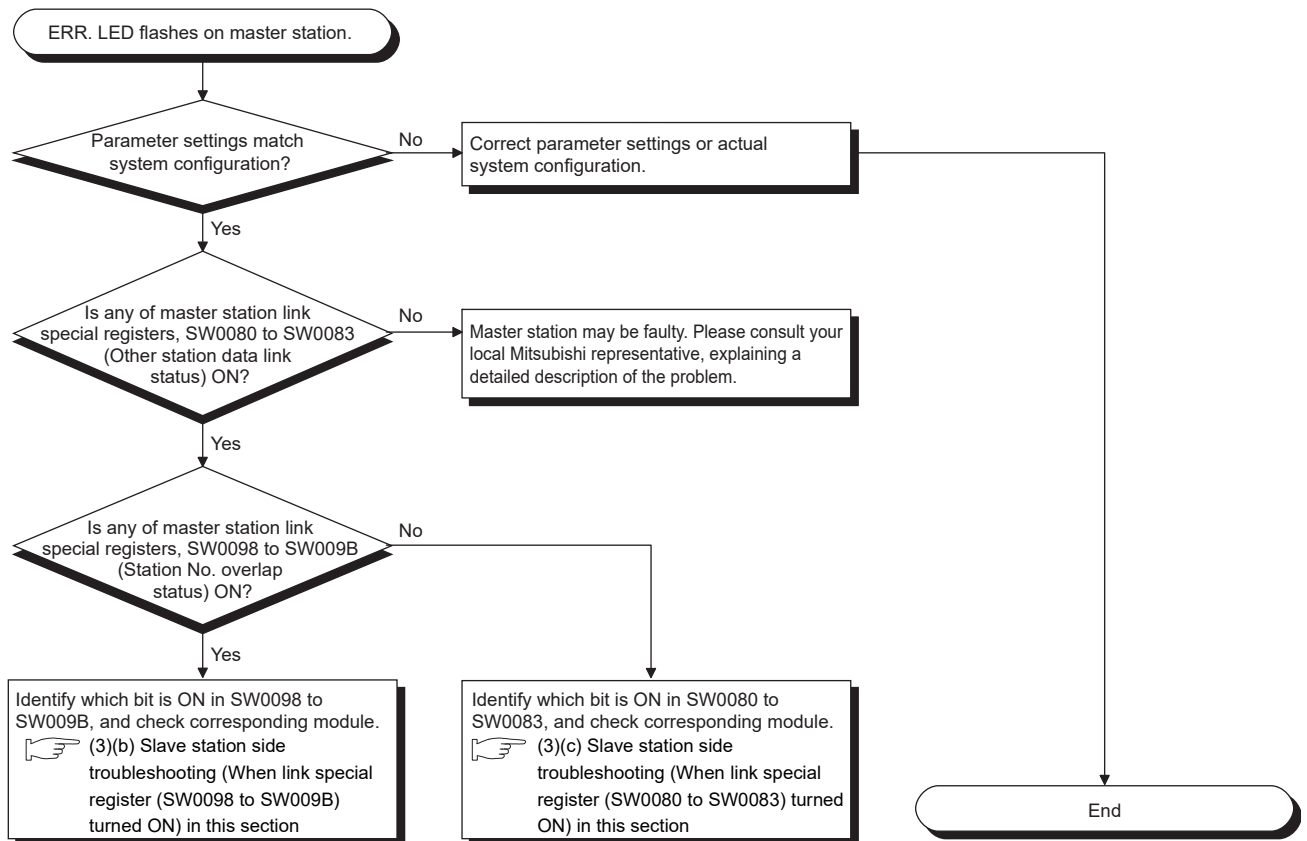 ERR. LED flashes on master station.
Parameter settings match
system configuration?
No
Correct parameter settings or actual
system configuration.
Yes
Is any of master station link
special registers, SW0080 to SW0083
(Other station data link
status) ON?
No
Master station may be faulty. Please consult your
local Mitsubishi representative, explaining a
detailed description of the problem.
Yes
Is any of master station link
special registers, SW0098 to SW009B
(Station No. overlap
status) ON?
No
Yes
Identify which bit is ON in SW0098 to
SW009B, and check corresponding module.
(3)(b) Slave station side
troubleshooting (When link special
register (SW0098 to SW009B)
turned ON) in this section
Identify which bit is ON in SW0080 to
SW0083, and check corresponding module.
(3)(c) Slave station side
troubleshooting (When link special
register (SW0080 to SW0083) turned
ON) in this section
End